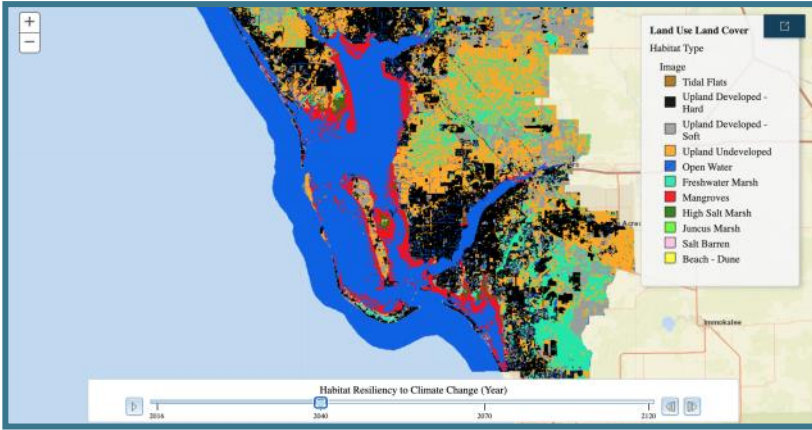 +
−
Land Use Land Cover
Habitat Type
Image
Tidal Flats
Upland Developed -
Hard
Upland Developed -
Soft
Upland Undeveloped
Open Water
Freshwater Marsh
Mangroves
High Salt Marsh
Juncus Marsh
Salt Barren
Beach - Dune
Immokalee
Habitat Resiliency to Climate Change (Year)
2016
2040
2070
2120